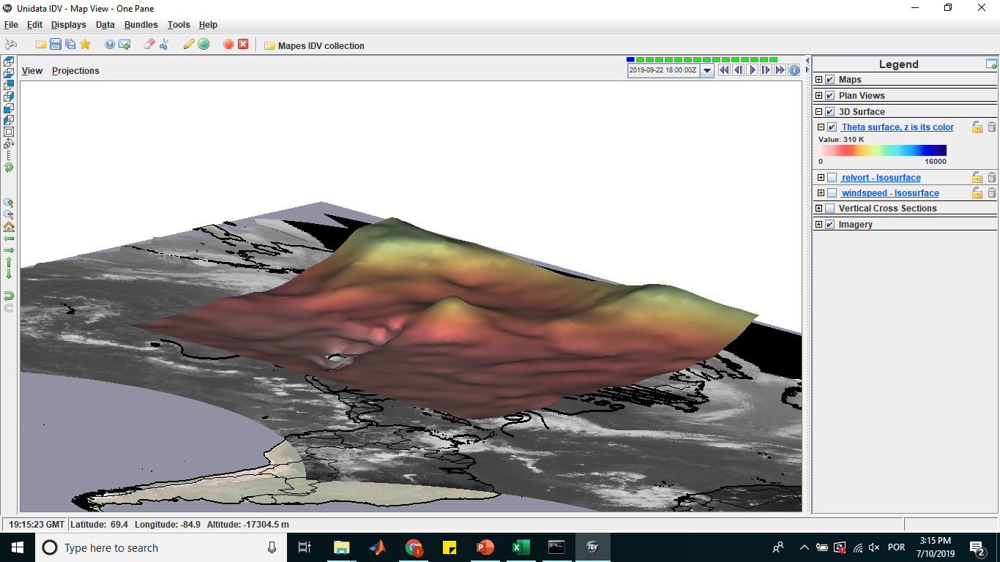 Unidata IDV - Map View - One Pane
File Edit Displays Data Bundles Tools Help
Mapes IDV collection
View Projections
2019-09-22 18:00:00Z
Legend
Maps
Plan Views
3D Surface
Theta surface, z is its color
Value: 310 K
0 16000
relvort - Isosurface
windspeed - Isosurface
Vertical Cross Sections
Imagery
19:15:23 GMT Latitude: 69.4 Longitude: -84.9 Altitude: -17304.5 m
Type here to search
POR
3:15 PM
7/10/2019
2